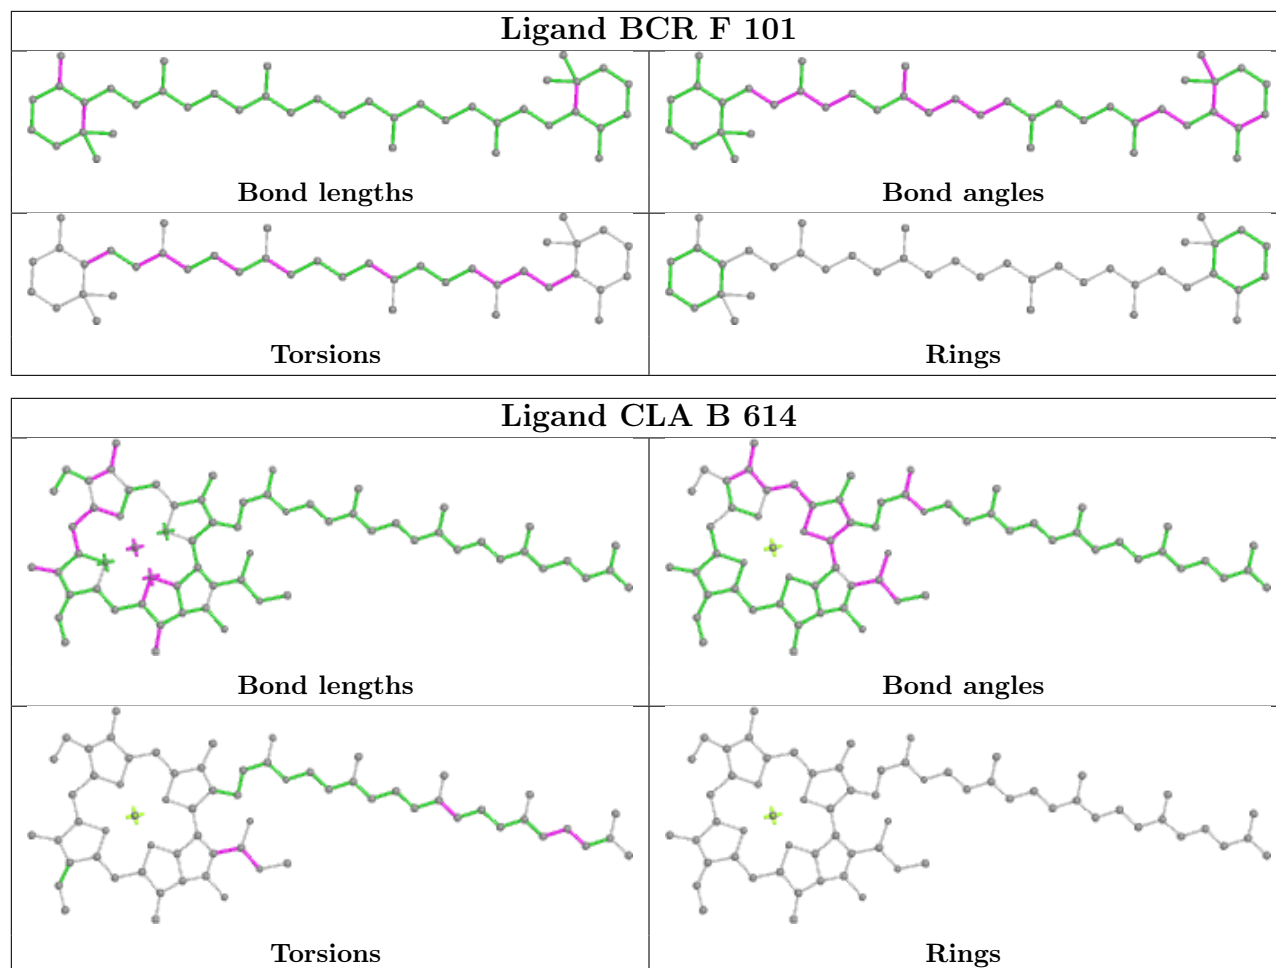 Ligand BCR F 101
Bond lengths
Bond angles
Torsions
Rings
Ligand CLA B 614
Bond lengths
Bond angles
Torsions
Rings